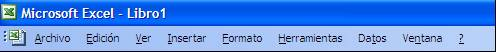 Microsoft Excel - Libro1
Archivo Edición Ver Insertar Formato Herramientas Datos Ventana ?